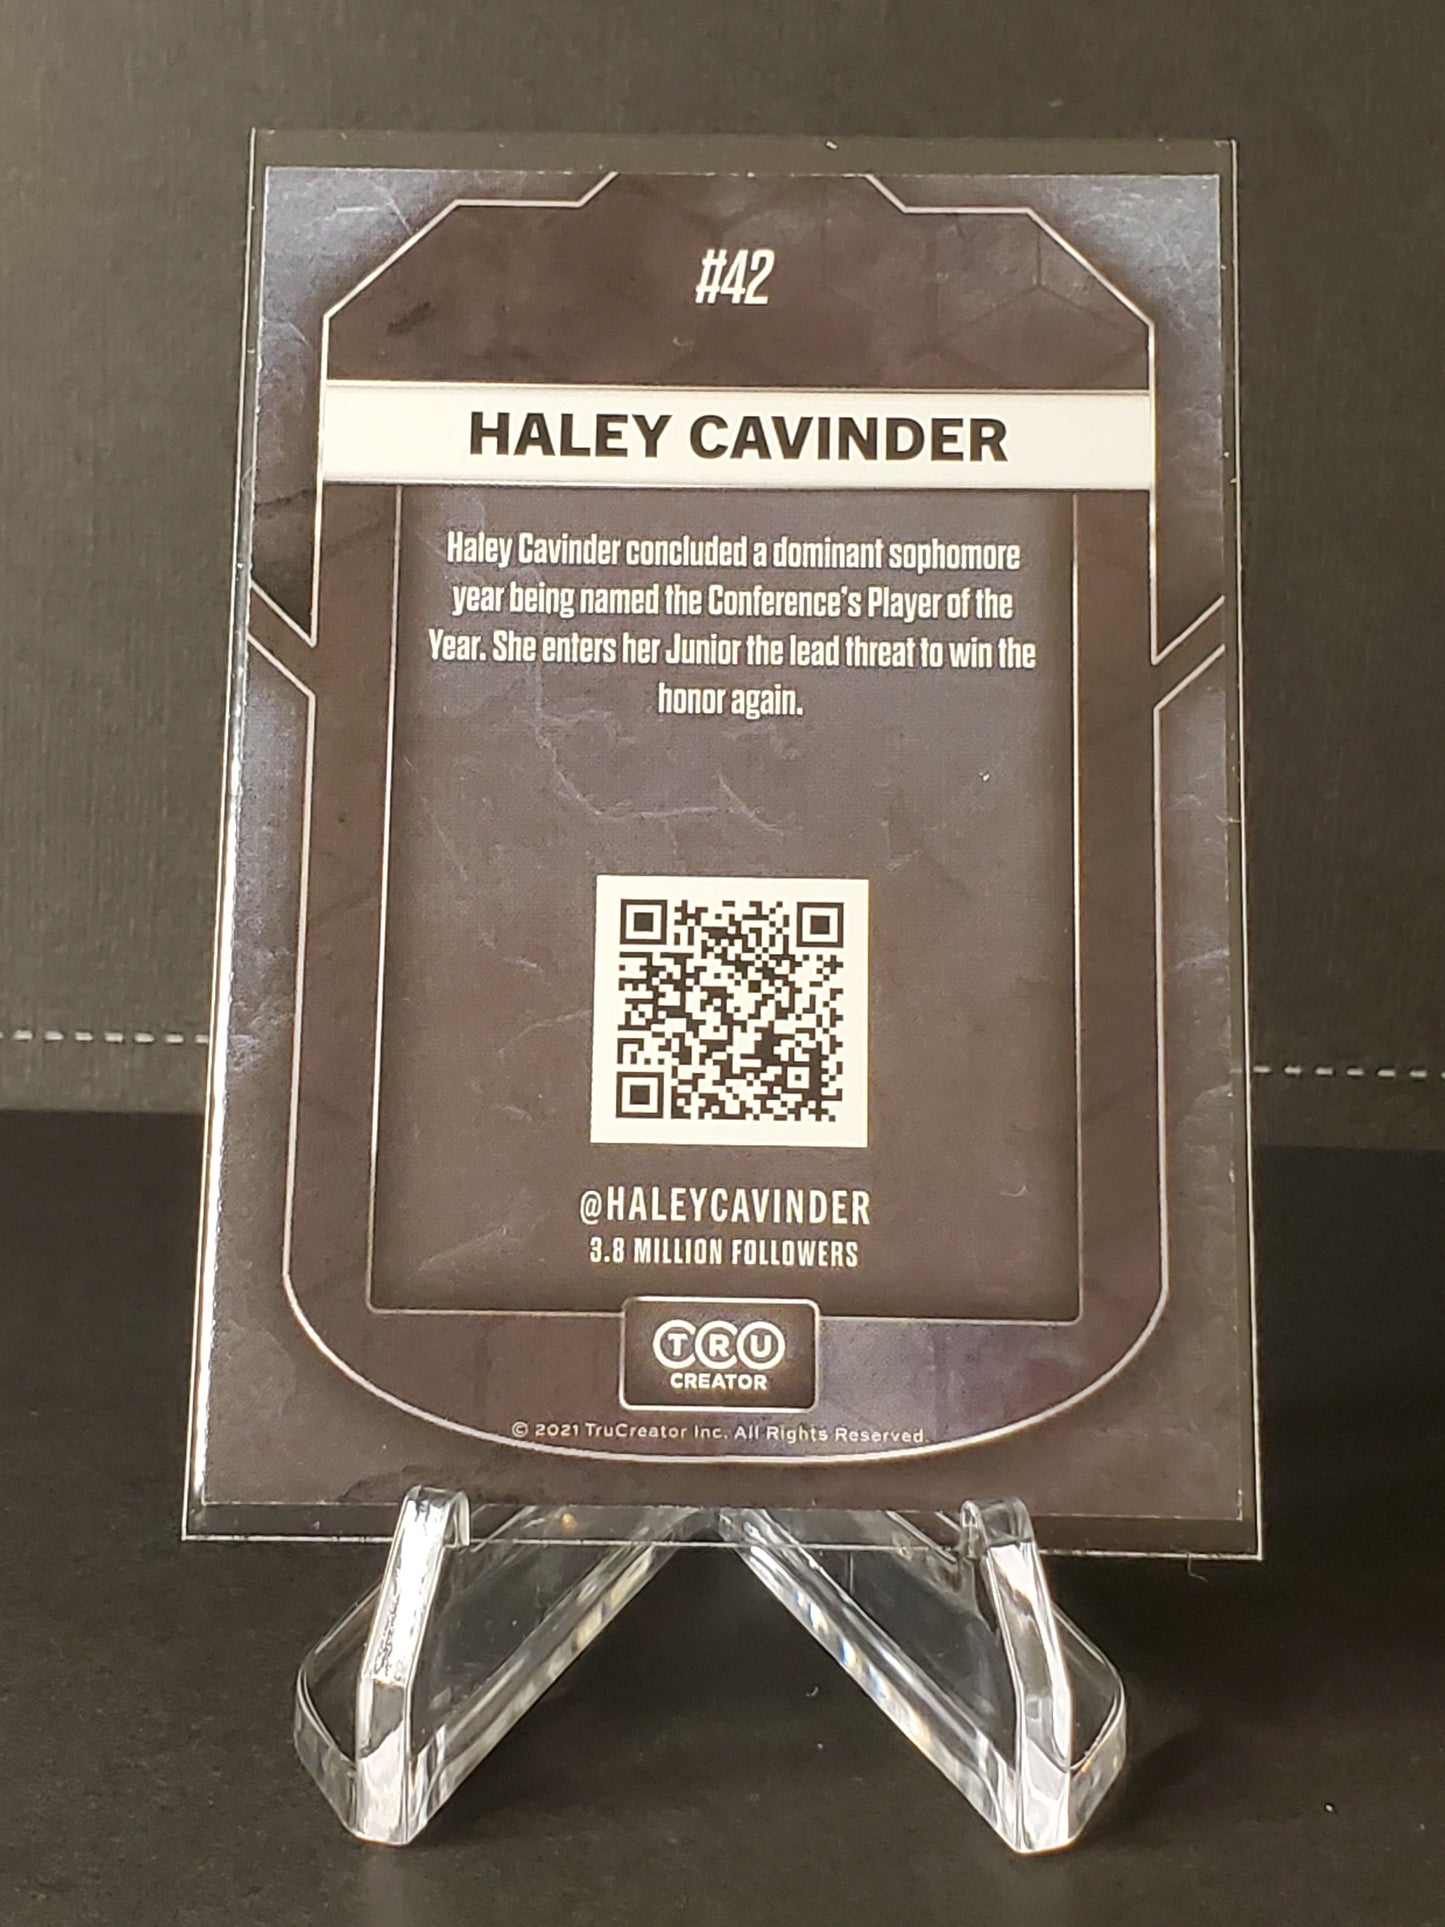 #42
HALEY CAVINDER
Haley Cavinder concluded a dominant sophomore
year being named the Conference's Player of the
Year. She enters her Junior the lead threat to win the
honor again.
@HALEYCAVINDER
3.8 MILLION FOLLOWERS
TRU
CREATOR
© 2021 TruCreator Inc. All Rights Reserved.